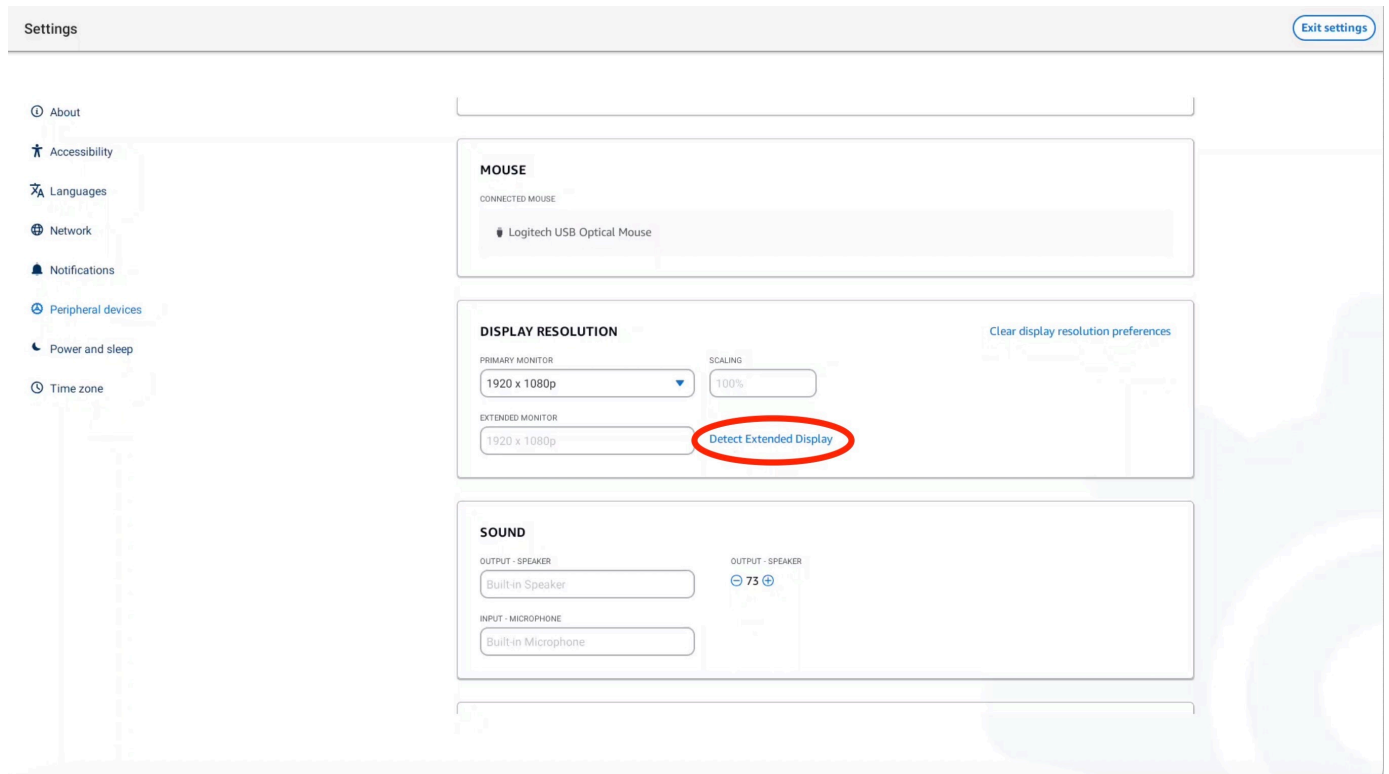 Settings
Exit settings
About
Accessibility
Languages
Network
Notifications
Peripheral devices
Power and sleep
Time zone
MOUSE
CONNECTED MOUSE
Logitech USB Optical Mouse
DISPLAY RESOLUTION
Clear display resolution preferences
PRIMARY MONITOR
SCALING
1920 x 1080p
100%
EXTENDED MONITOR
1920 x 1080p
Detect Extended Display
SOUND
OUTPUT - SPEAKER
OUTPUT - SPEAKER
Built-in Speaker
73
INPUT - MICROPHONE
Built-in Microphone